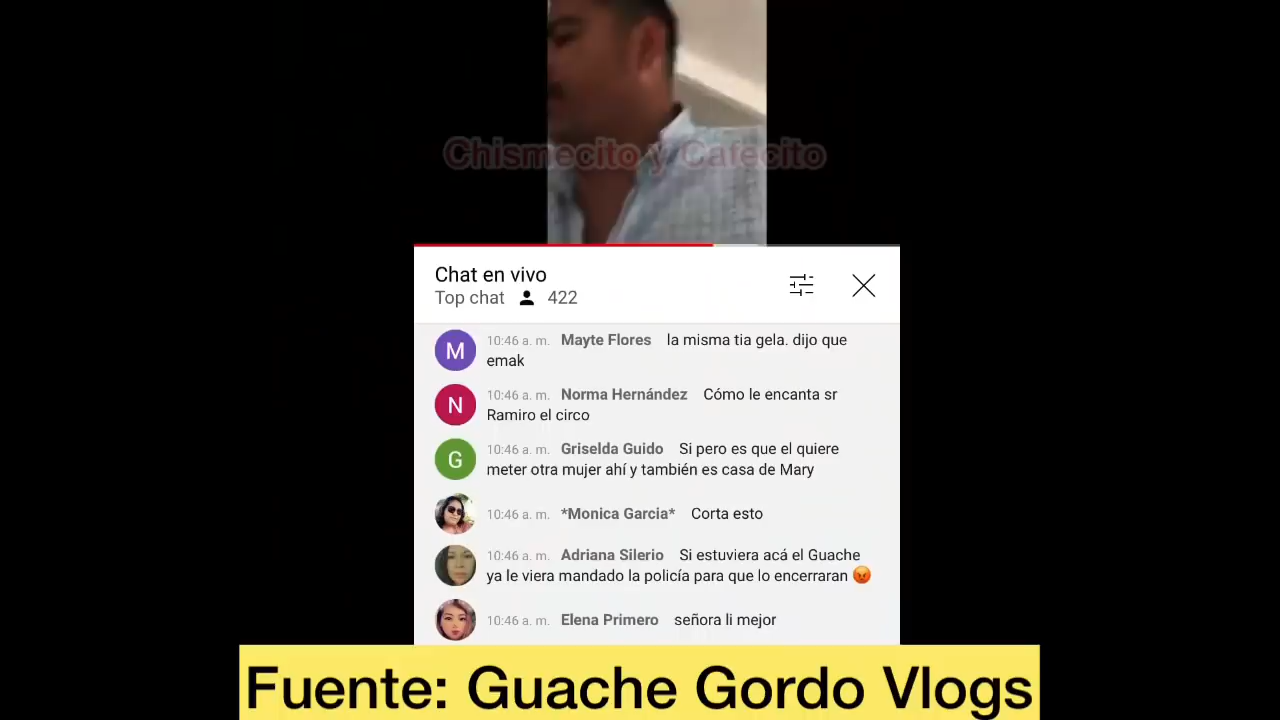 Chismecito y Cafecito
Chat en vivo
Top chat 422
M 10:46 a. m. Mayte Flores la misma tia gela. dijo que
emak
N 10:46 a. m. Norma Hernández Cómo le encanta sr
Ramiro el circo
G 10:46 a. m. Griselda Guido Si pero es que el quiere
meter otra mujer ahí y también es casa de Mary
10:46 a. m. *Monica Garcia* Corta esto
10:46 a. m. Adriana Silerio Si estuviera acá el Guache
ya le viera mandado la policía para que lo encerraran 😡
10:46 a. m. Elena Primero señora li mejor
Fuente: Guache Gordo Vlogs